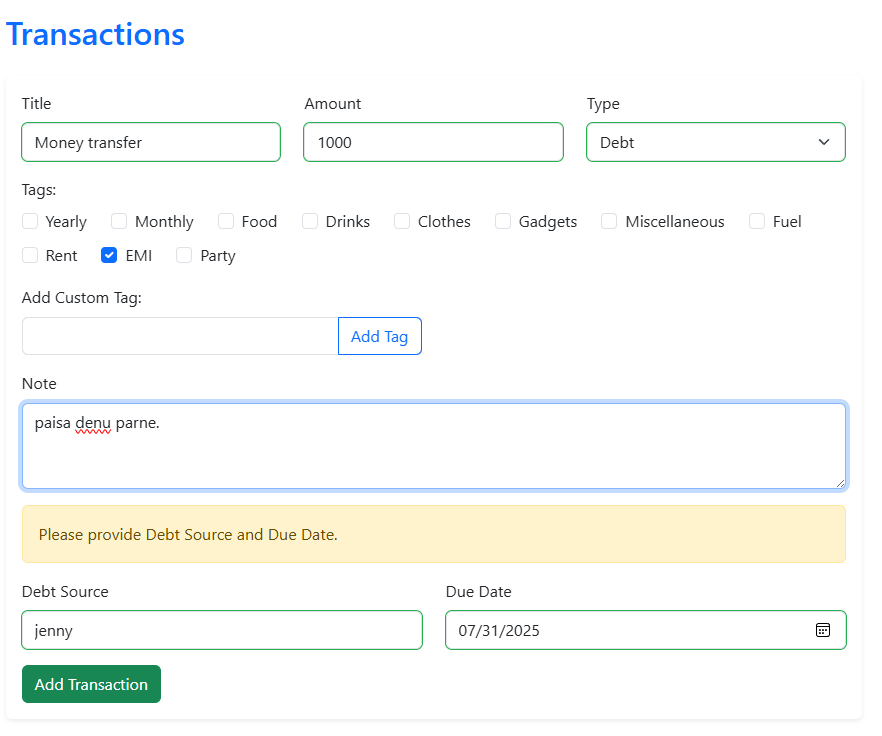 Transactions
Title Amount Type
Money transfer 1000 Debt
Tags:
Yearly Monthly Food Drinks Clothes Gadgets Miscellaneous Fuel
Rent EMI Party
Add Custom Tag:
Add Tag
Note
paisa denu parne.
Please provide Debt Source and Due Date.
Debt Source Due Date
jenny 07/31/2025
Add Transaction